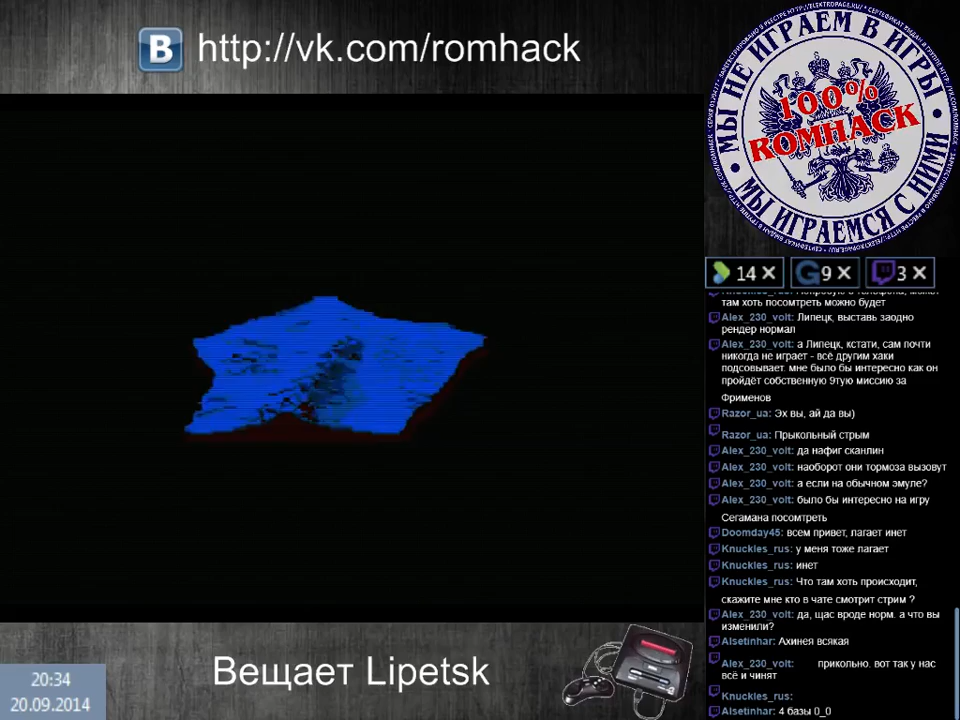 http://vk.com/romhack
МЫ НЕ ИГРАЕМ В ИГРЫ
100%
ROMHACK
МЫ ИГРАЕМСЯ С НИМИ
14 9 3
там хоть посомтреть можно будет
Alex_230_volt: Липецк, выставь заодно
рендер нормал
Alex_230_volt: а Липецк, кстати, сам почти
никогда не играет - всё другим хаки
подсовывает. мне было бы интересно как он
пройдёт собственную 9тую миссию за
Фрименов
Razor_ua: Эх вы, ай да вы)
Razor_ua: Прыкольный стрым
Alex_230_volt: да нафиг сканлин
Alex_230_volt: наоборот они тормоза вызовут
Alex_230_volt: а если на обычном эмуле?
Alex_230_volt: было бы интересно на игру
Сегамана посомтреть
Doomday45: всем привет, лагает инет
Knuckles_rus: у меня тоже лагает
Knuckles_rus: инет
Knuckles_rus: Что там хоть происходит,
скажите мне кто в чате смотрит стрим ?
Alex_230_volt: да, щас вроде норм. а что вы
изменили?
Alsetinhar: Ахинея всякая
Alex_230_volt: прикольно. вот так у нас
всё и чинят
Knuckles_rus:
Alsetinhar: 4 базы 0_0
Вещает Lipetsk
20:34
20.09.2014